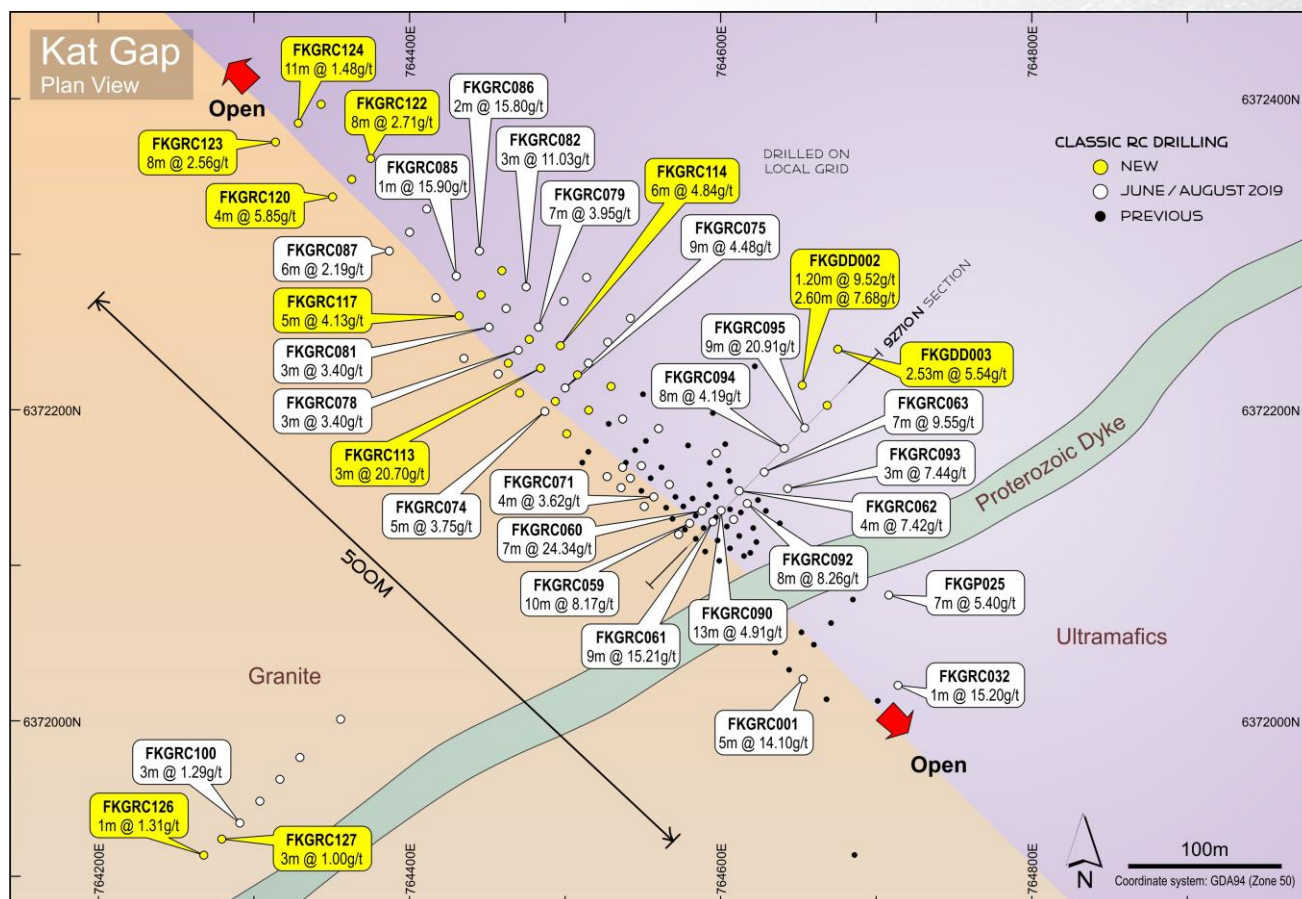 Kat Gap
Plan View
764400E
764600E
764800E
6372400N
6372400N
Open
FKGRC124
11m @ 1.48g/t
FKGRC122
8m @ 2.71g/t
FKGRC123
8m @ 2.56g/t
FKGRC120
4m @ 5.85g/t
FKGRC086
2m @ 15.80g/t
FKGRC082
3m @ 11.03g/t
FKGRC085
1m @ 15.90g/t
FKGRC079
7m @ 3.95g/t
FKGRC114
6m @ 4.84g/t
FKGRC075
9m @ 4.48g/t
DRILLED ON
LOCAL GRID
CLASSIC RC DRILLING
NEW
JUNE / AUGUST 2019
PREVIOUS
FKGRC087
6m @ 2.19g/t
FKGRC117
5m @ 4.13g/t
FKGRC081
3m @ 3.40g/t
FKGRC078
3m @ 3.40g/t
FKGRC113
3m @ 20.70g/t
FKGRC074
5m @ 3.75g/t
FKGDD002
1.20m @ 9.52g/t
2.60m @ 7.68g/t
92710N SECTION
FKGRC095
9m @ 20.91g/t
FKGDD003
2.53m @ 5.54g/t
FKGRC094
8m @ 4.19g/t
FKGRC063
7m @ 9.55g/t
FKGRC093
3m @ 7.44g/t
FKGRC062
4m @ 7.42g/t
FKGRC092
8m @ 8.26g/t
6372200N
6372200N
Proterozoic Dyke
FKGRC071
4m @ 3.62g/t
FKGRC060
7m @ 24.34g/t
FKGRC059
10m @ 8.17g/t
FKGRC061
9m @ 15.21g/t
FKGRC090
13m @ 4.91g/t
FKGP025
7m @ 5.40g/t
Ultramafics
FKGRC032
1m @ 15.20g/t
FKGRC001
5m @ 14.10g/t
500M
Granite
6372000N
6372000N
Open
FKGRC100
3m @ 1.29g/t
FKGRC126
1m @ 1.31g/t
FKGRC127
3m @ 1.00g/t
764200E
764400E
764600E
764800E
N
100m
Coordinate system: GDA94 (Zone 50)